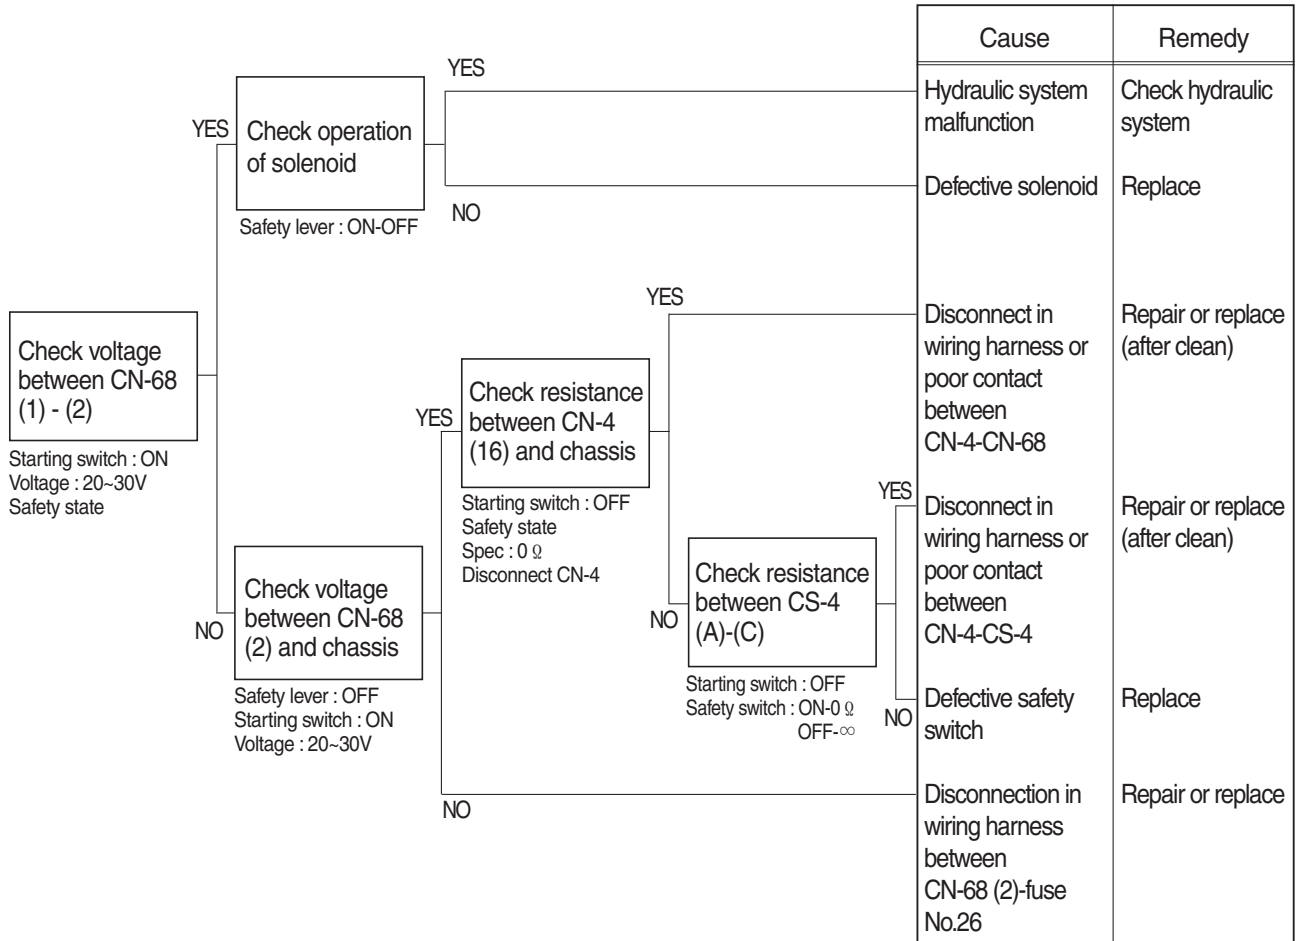 Cause
Remedy
YES
Hydraulic system
malfunction
Check hydraulic
system
YES
Check operation
of solenoid
Defective solenoid
Replace
NO
Safety lever : ON-OFF
YES
Disconnect in
wiring harness or
poor contact
between
CN-4-CN-68
Repair or replace
(after clean)
Check voltage
between CN-68
(1) - (2)
Starting switch : ON
Voltage : 20~30V
Safety state
YES
Check resistance
between CN-4
(16) and chassis
Starting switch : OFF
Safety state
Spec : 0 Ω
Disconnect CN-4
YES
Disconnect in
wiring harness or
poor contact
between
CN-4-CS-4
Repair or replace
(after clean)
NO
Check voltage
between CN-68
(2) and chassis
Safety lever : OFF
Starting switch : ON
Voltage : 20~30V
NO
Check resistance
between CS-4
(A)-(C)
Starting switch : OFF
Safety switch : ON-0 Ω
OFF-∞
NO
Defective safety
switch
Replace
NO
Disconnection in
wiring harness
between
CN-68 (2)-fuse
No.26
Repair or replace